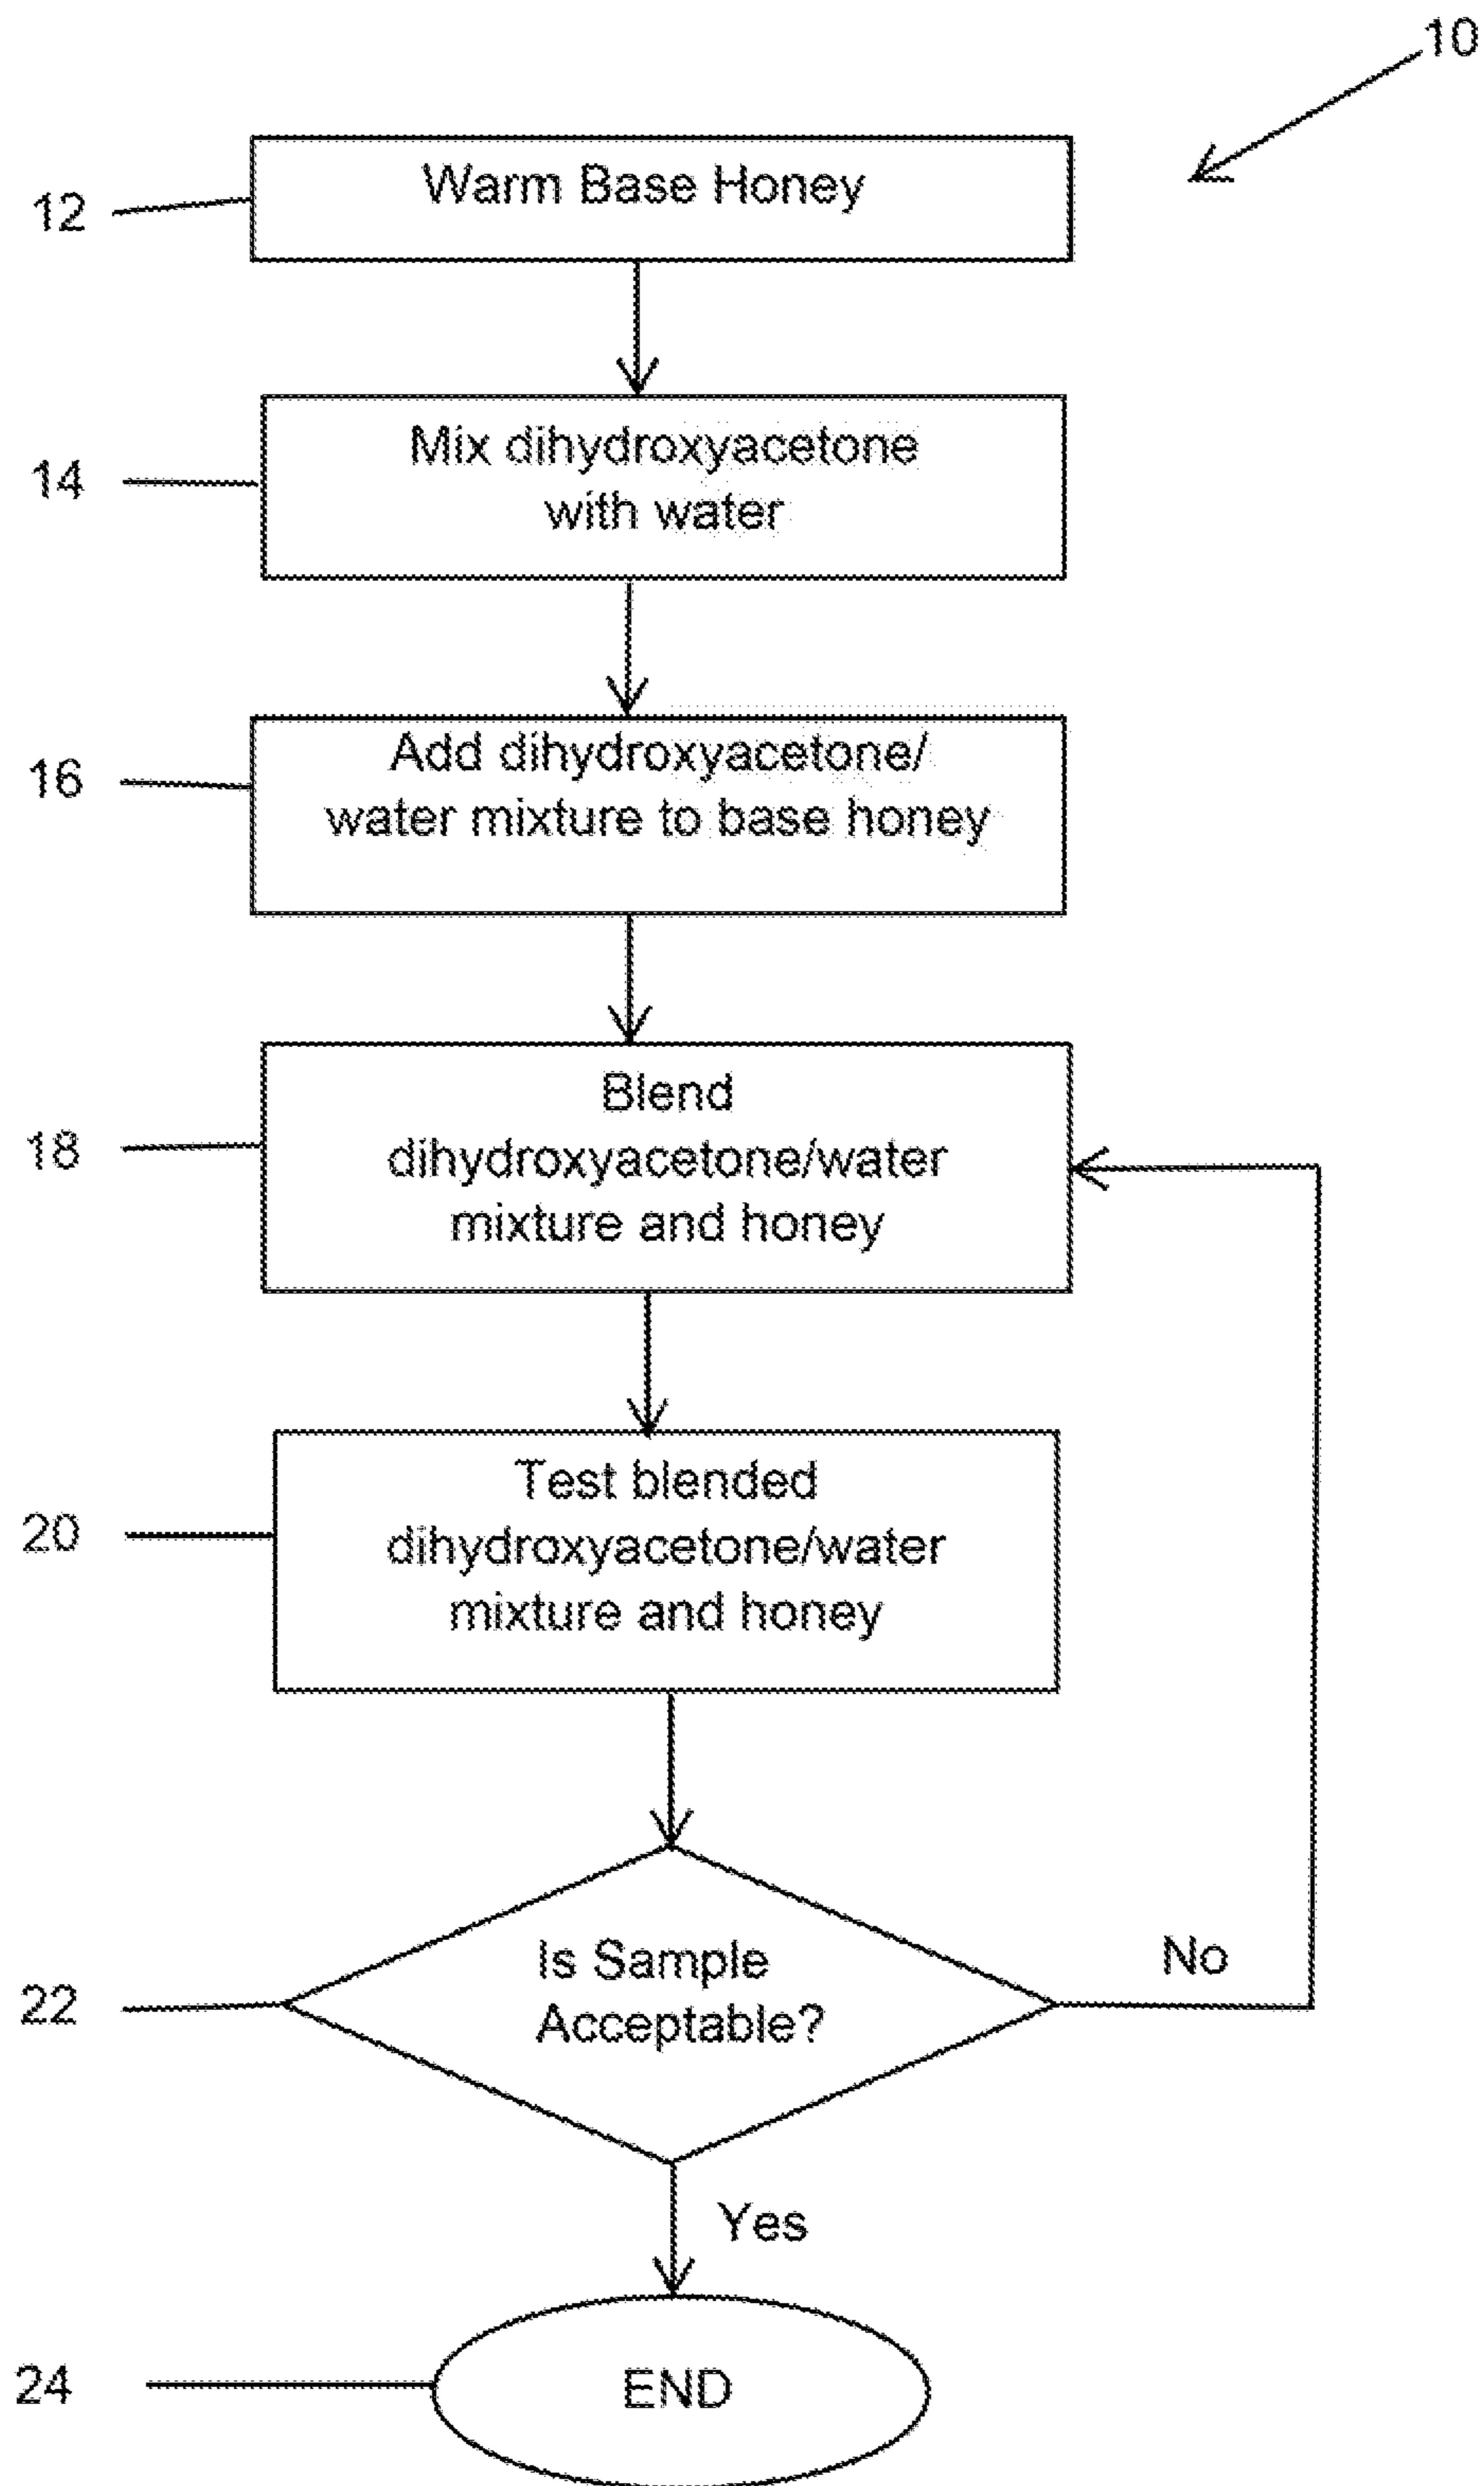 10
12
Warm Base Honey
14
Mix dihydroxyacetone
with water
16
Add dihydroxyacetone/
water mixture to base honey
18
Blend
dihydroxyacetone/water
mixture and honey
20
Test blended
dihydroxyacetone/water
mixture and honey
22
Is Sample
Acceptable?
No
Yes
24
END